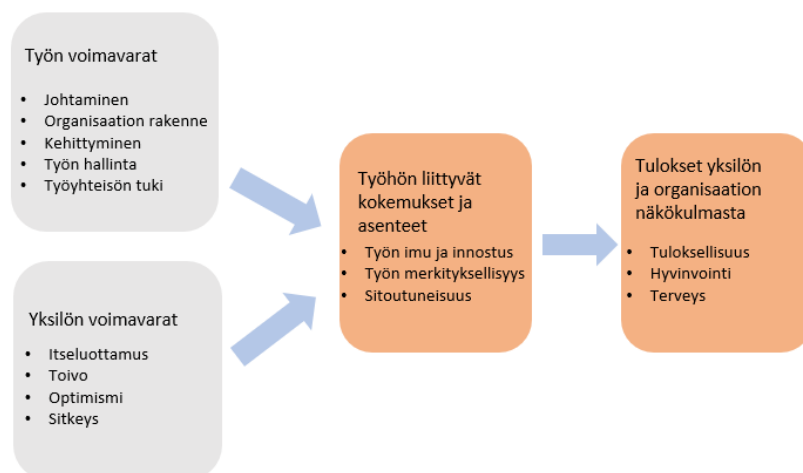 Työn voimavarat
• Johtaminen
• Organisaation rakenne
• Kehittyminen
• Työn hallinta
• Työyhteisön tuki
Yksilön voimavarat
• Itseluottamus
• Toivo
• Optimismi
• Sitkeys
Työhön liittyvät
kokemukset ja
asenteet
• Työn imu ja innostus
• Työn merkityksellisyys
• Sitoutuneisuus
Tulokset yksilön
ja organisaation
näkökulmasta
• Tuloksellisuus
• Hyvinvointi
• Terveys